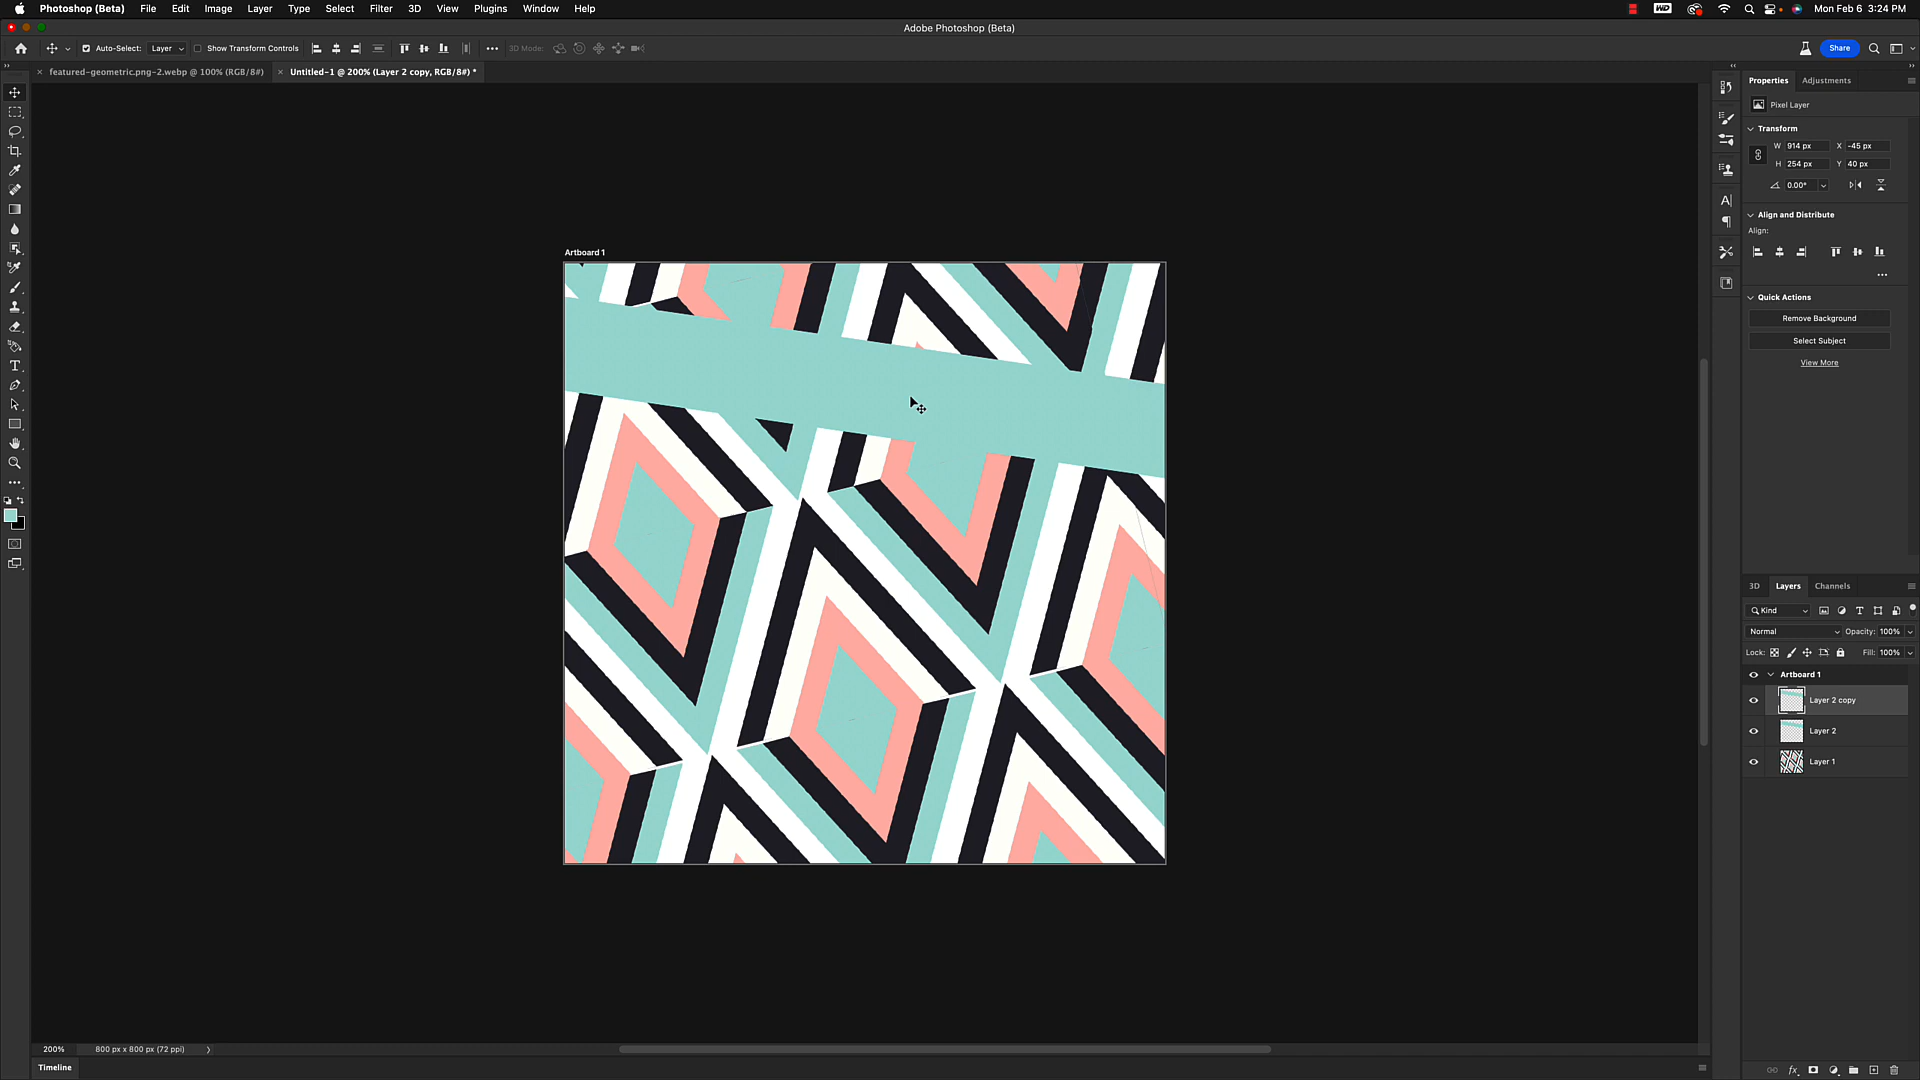 Photoshop (Beta) File Edit Image Layer Type Select Filter 3D View Plugins Window Help
WD
Mon Feb 6 3:24 PM
Adobe Photoshop (Beta)
Auto-Select: Layer Show Transform Controls
3D Mode:
Share
featured-geometric.png-2.webp @ 100% (RGB/8#)
Untitled-1 @ 200% (Layer 2 copy, RGB/8#) *
Properties Adjustments
Pixel Layer
Transform
W 914 px X -45 px
H 254 px Y 40 px
0.00°
Align and Distribute
Align:
Quick Actions
Remove Background
Select Subject
View More
Artboard 1
3D Layers Channels
Kind
Normal Opacity: 100%
Lock: Fill: 100%
Artboard 1
Layer 2 copy
Layer 2
Layer 1
fx
200% 800 px x 800 px (72 ppi)
Timeline